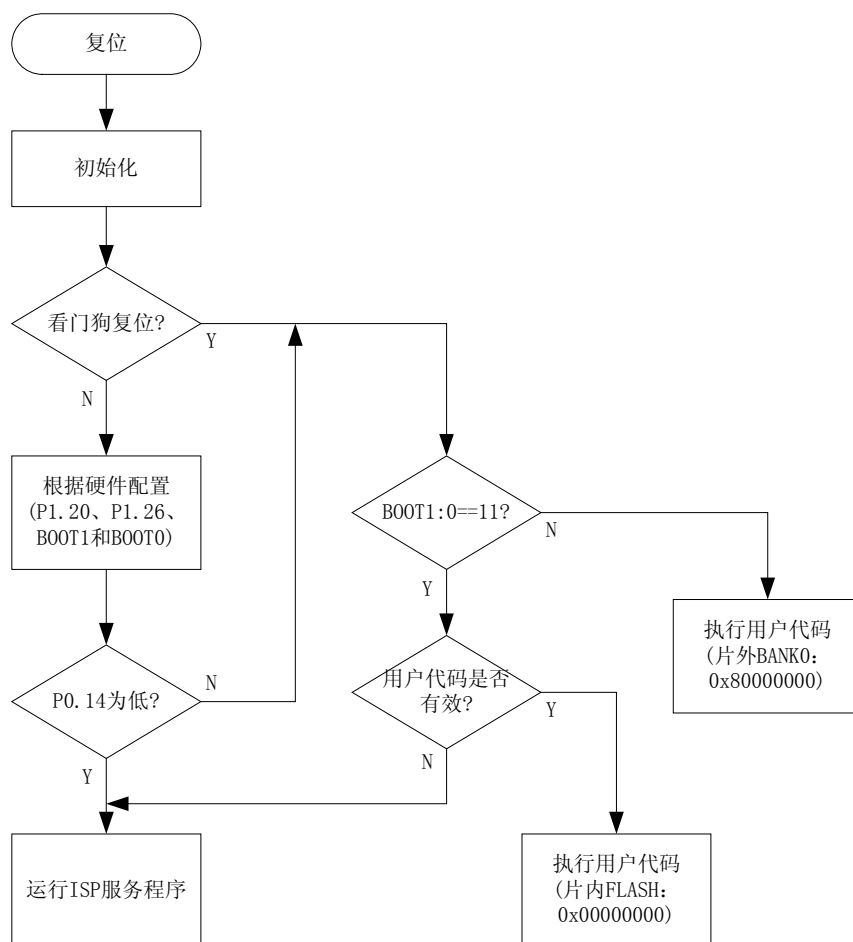 复位
初始化
看门狗复位?
Y
N
根据硬件配置
(P1.20、P1.26、
BOOT1和BOOT0)
P0.14为低?
N
Y
运行ISP服务程序
BOOT1:0==11?
N
Y
执行用户代码
(片外BANK0:
0x80000000)
用户代码是否
有效?
Y
N
执行用户代码
(片内FLASH:
0x00000000)